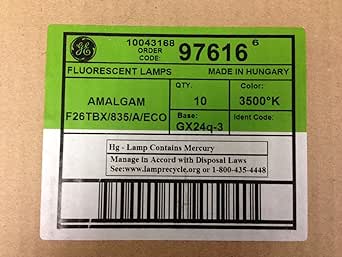 GE
10043168
ORDER CODE: 97616 6
FLUORESCENT LAMPS MADE IN HUNGARY
AMALGAM
F26TBX/835/A/ECO
QTY.
10
Color:
3500°K
Base:
GX24q-3
Ident Code:
Hg - Lamp Contains Mercury
Manage in Accord with Disposal Laws
See:www.lamprecycle.org or 1-800-435-4448